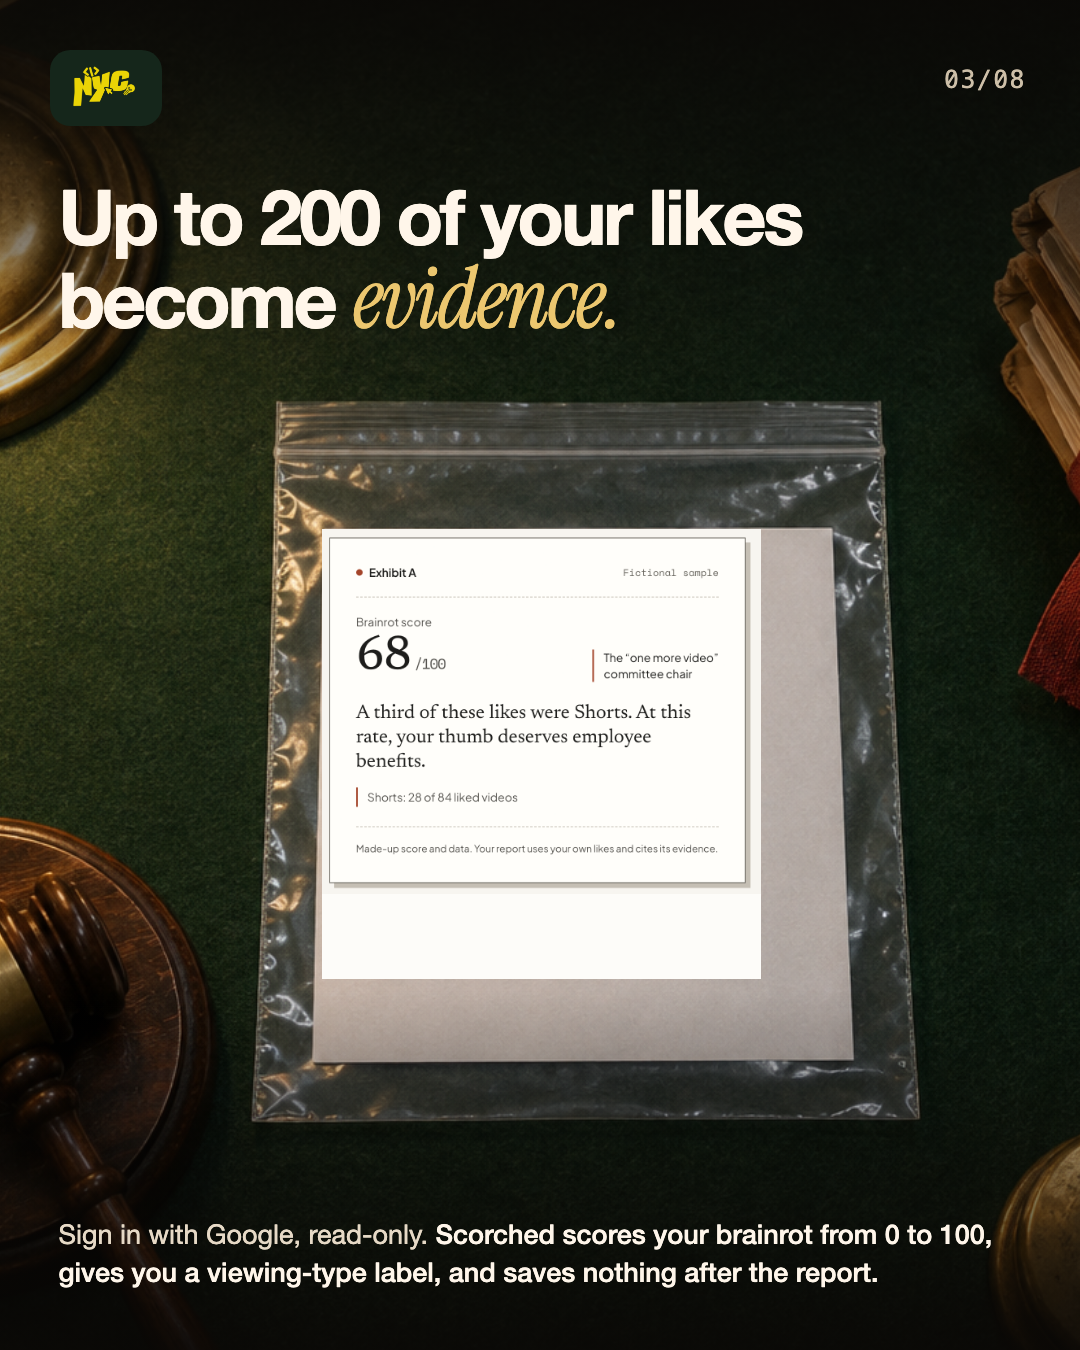 NYC
03/08
Up to 200 of your likes
become evidence.
Exhibit A
Fictional sample
Brainrot score
68 /100
The “one more video”
committee chair
A third of these likes were Shorts. At this
rate, your thumb deserves employee
benefits.
Shorts: 28 of 84 liked videos
Made-up score and data. Your report uses your own likes and cites its evidence.
Sign in with Google, read-only. Scorched scores your brainrot from 0 to 100,
gives you a viewing-type label, and saves nothing after the report.